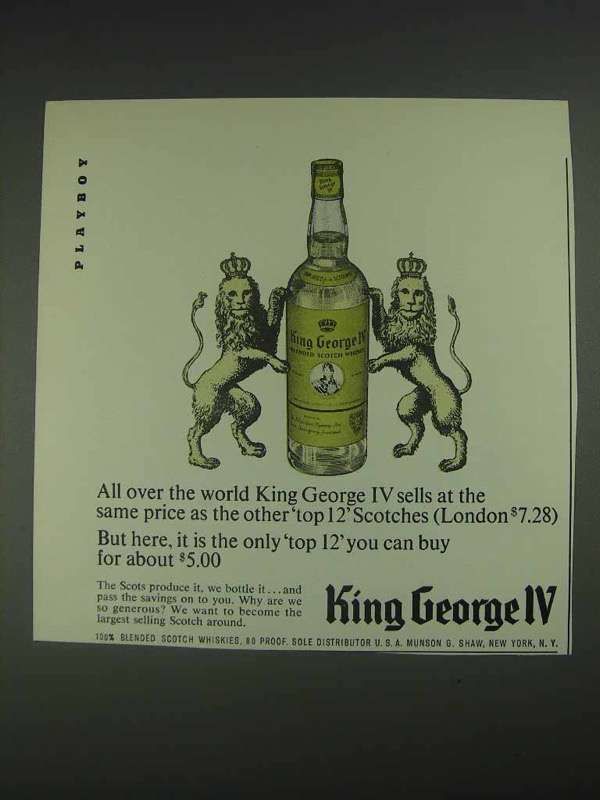 PLAYBOY
King George IV
King George IV
BLENDED SCOTCH WHISKY
All over the world King George IV sells at the
same price as the other ‘top 12’ Scotches (London $7.28)
But here, it is the only ‘top 12’ you can buy
for about $5.00
The Scots produce it, we bottle it...and
pass the savings on to you. Why are we
so generous? We want to become the
largest selling Scotch around.
King George IV
100% BLENDED SCOTCH WHISKIES, 80 PROOF. SOLE DISTRIBUTOR U. S. A. MUNSON G. SHAW, NEW YORK, N. Y.